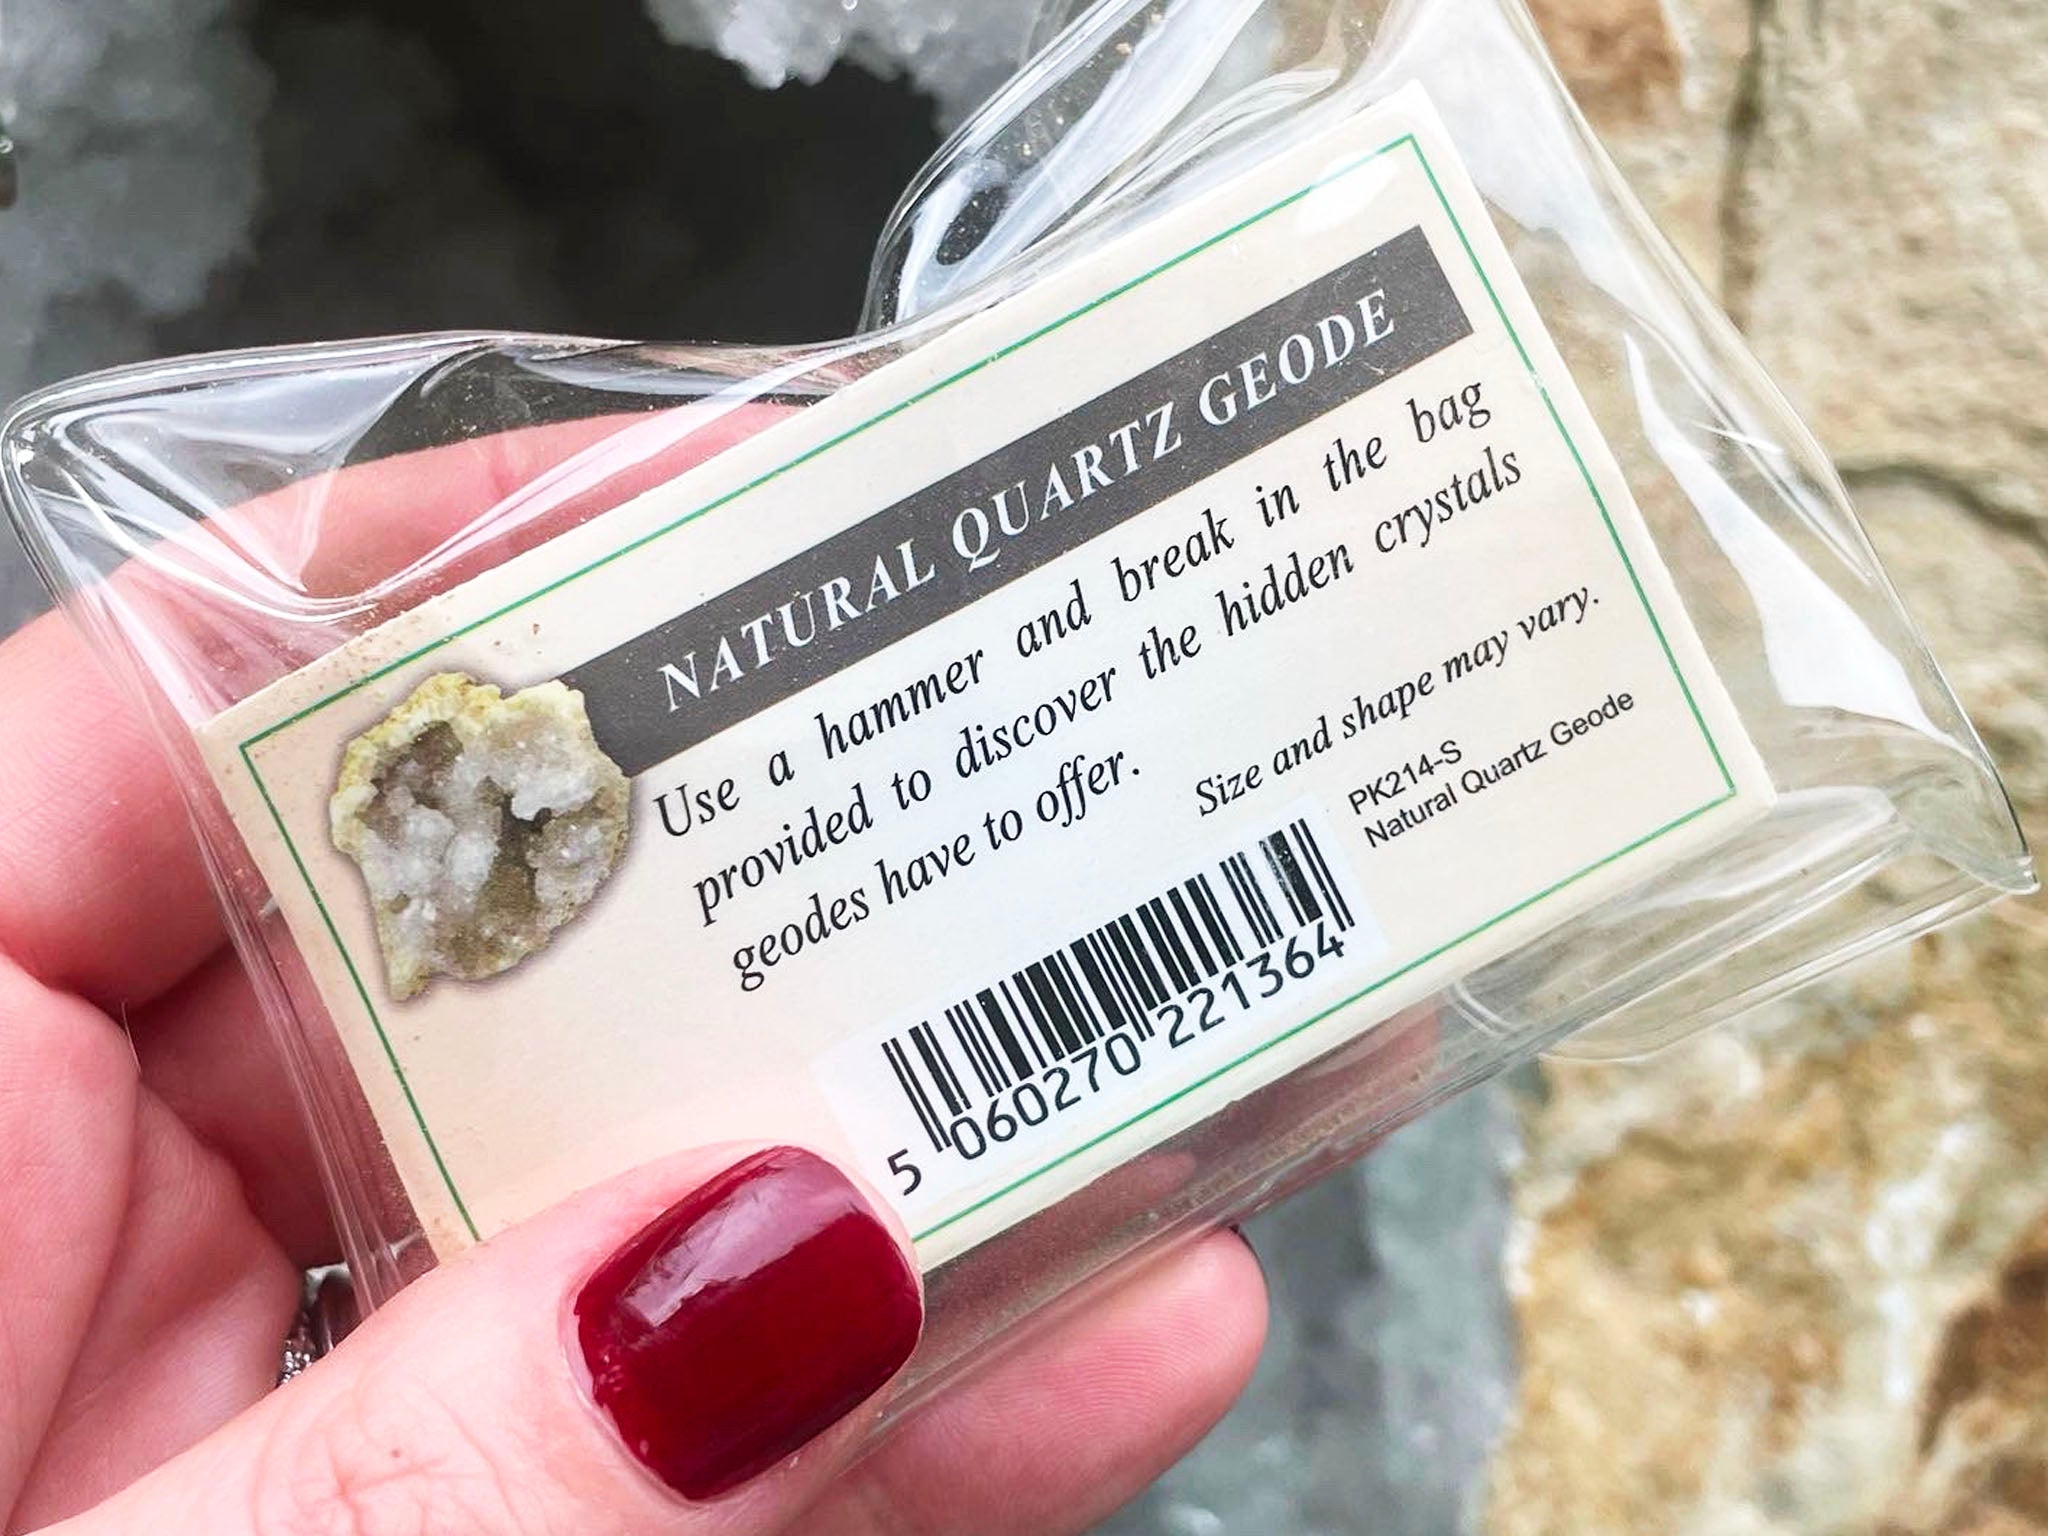 NATURAL QUARTZ GEODE
Use a hammer and break in the bag
provided to discover the hidden crystals
geodes have to offer.
Size and shape may vary.
PK214-S
Natural Quartz Geode
5 060270 221364